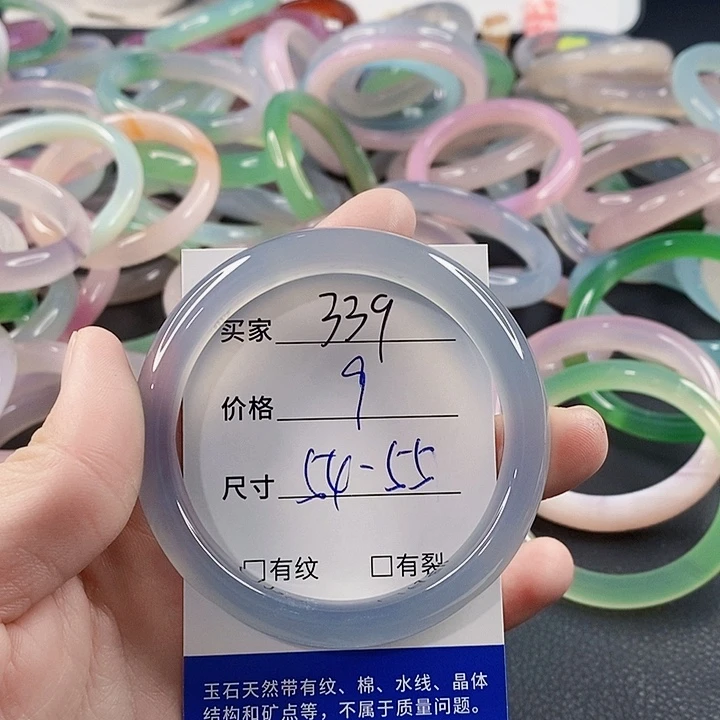 买家 339
价格 9
尺寸 54-55
□有纹 □有裂
玉石天然带有纹、棉、水线、晶体
结构和矿点等，不属于质量问题。